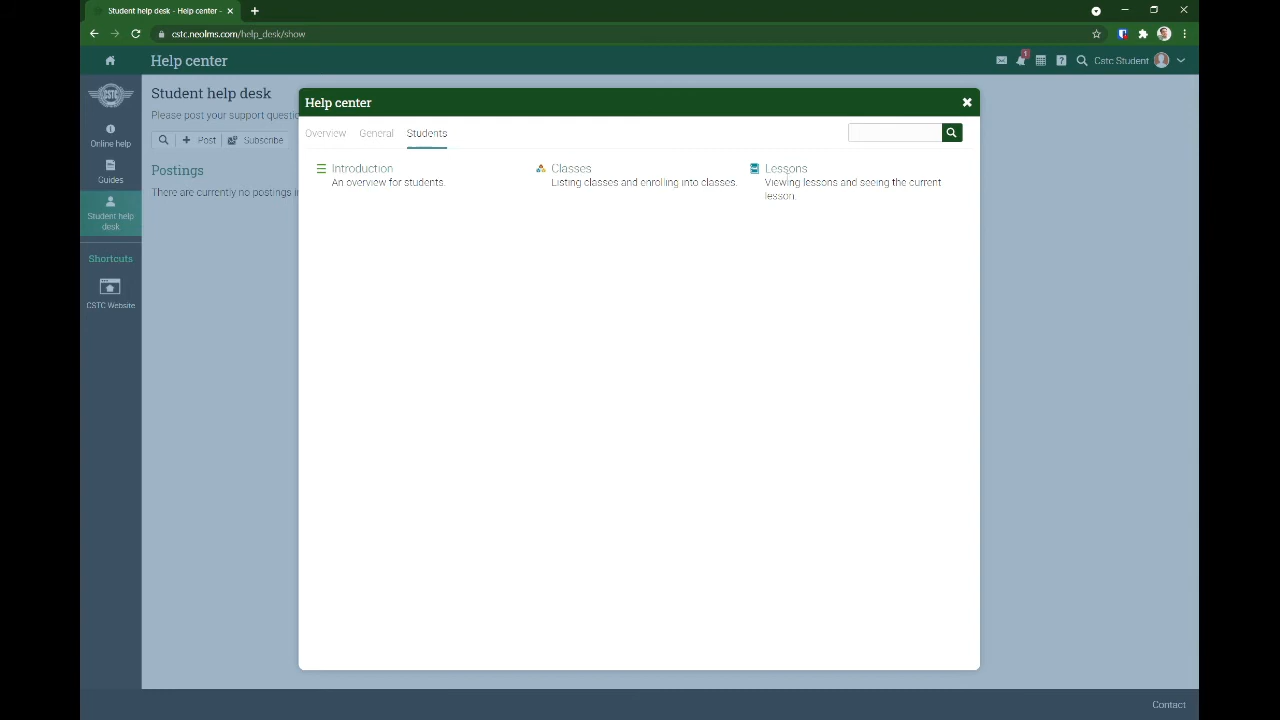 Student help desk - Help center -
cstc.neolms.com/help_desk/show
Help center
1
Cstc Student
CSTC
Online help
Guides
Student help
desk
Shortcuts
CSTC Website
Student help desk
Please post your support questio
Post
Subscribe
Postings
There are currently no postings i
Help center
Overview
General
Students
Introduction
An overview for students.
Classes
Listing classes and enrolling into classes.
Lessons
Viewing lessons and seeing the current
lesson.
Contact